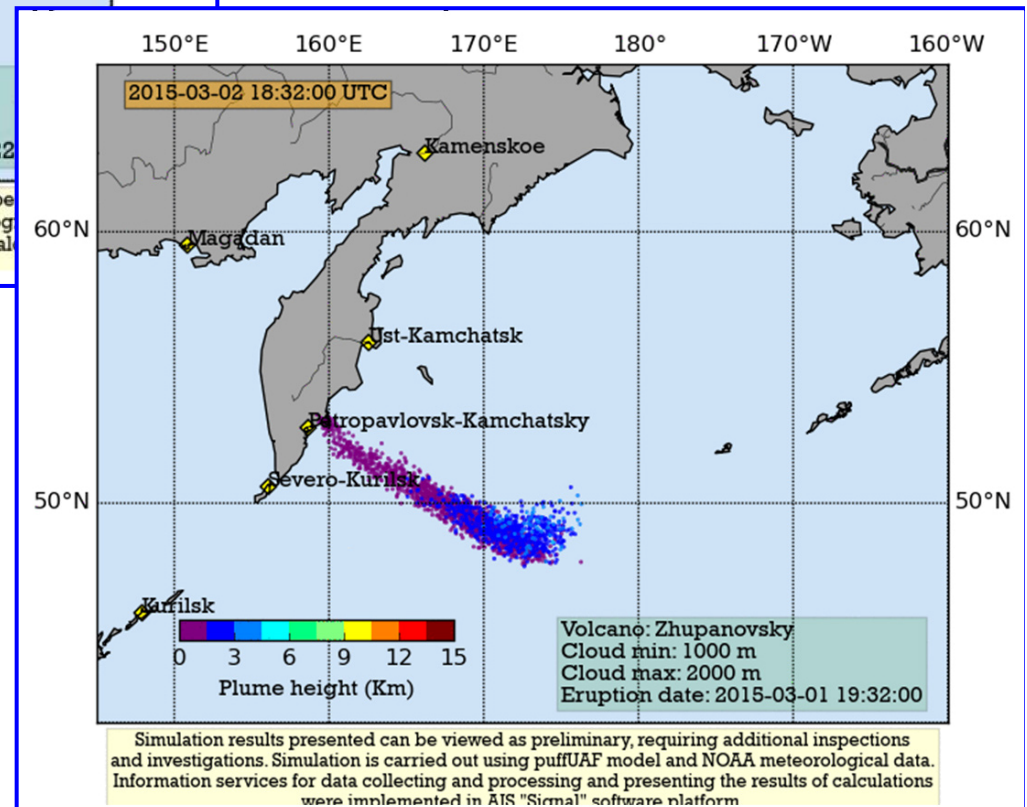 150°E 160°E 170°E 180° 170°W 160°W
2015-03-02 18:32:00 UTC
Kamenskoe
60°N 60°N
Magadan
Ust-Kamchatsk
Petropavlovsk-Kamchatsky
Severo-Kurilsk
50°N 50°N
Kurilsk
0 3 6 9 12 15
Plume height (Km)
Volcano: Zhupanovsky
Cloud min: 1000 m
Cloud max: 2000 m
Eruption date: 2015-03-01 19:32:00
Simulation results presented can be viewed as preliminary, requiring additional inspections
and investigations. Simulation is carried out using puffUAF model and NOAA meteorological data.
Information services for data collecting and processing and presenting the results of calculations
were implemented in AIS "Signal" software platform